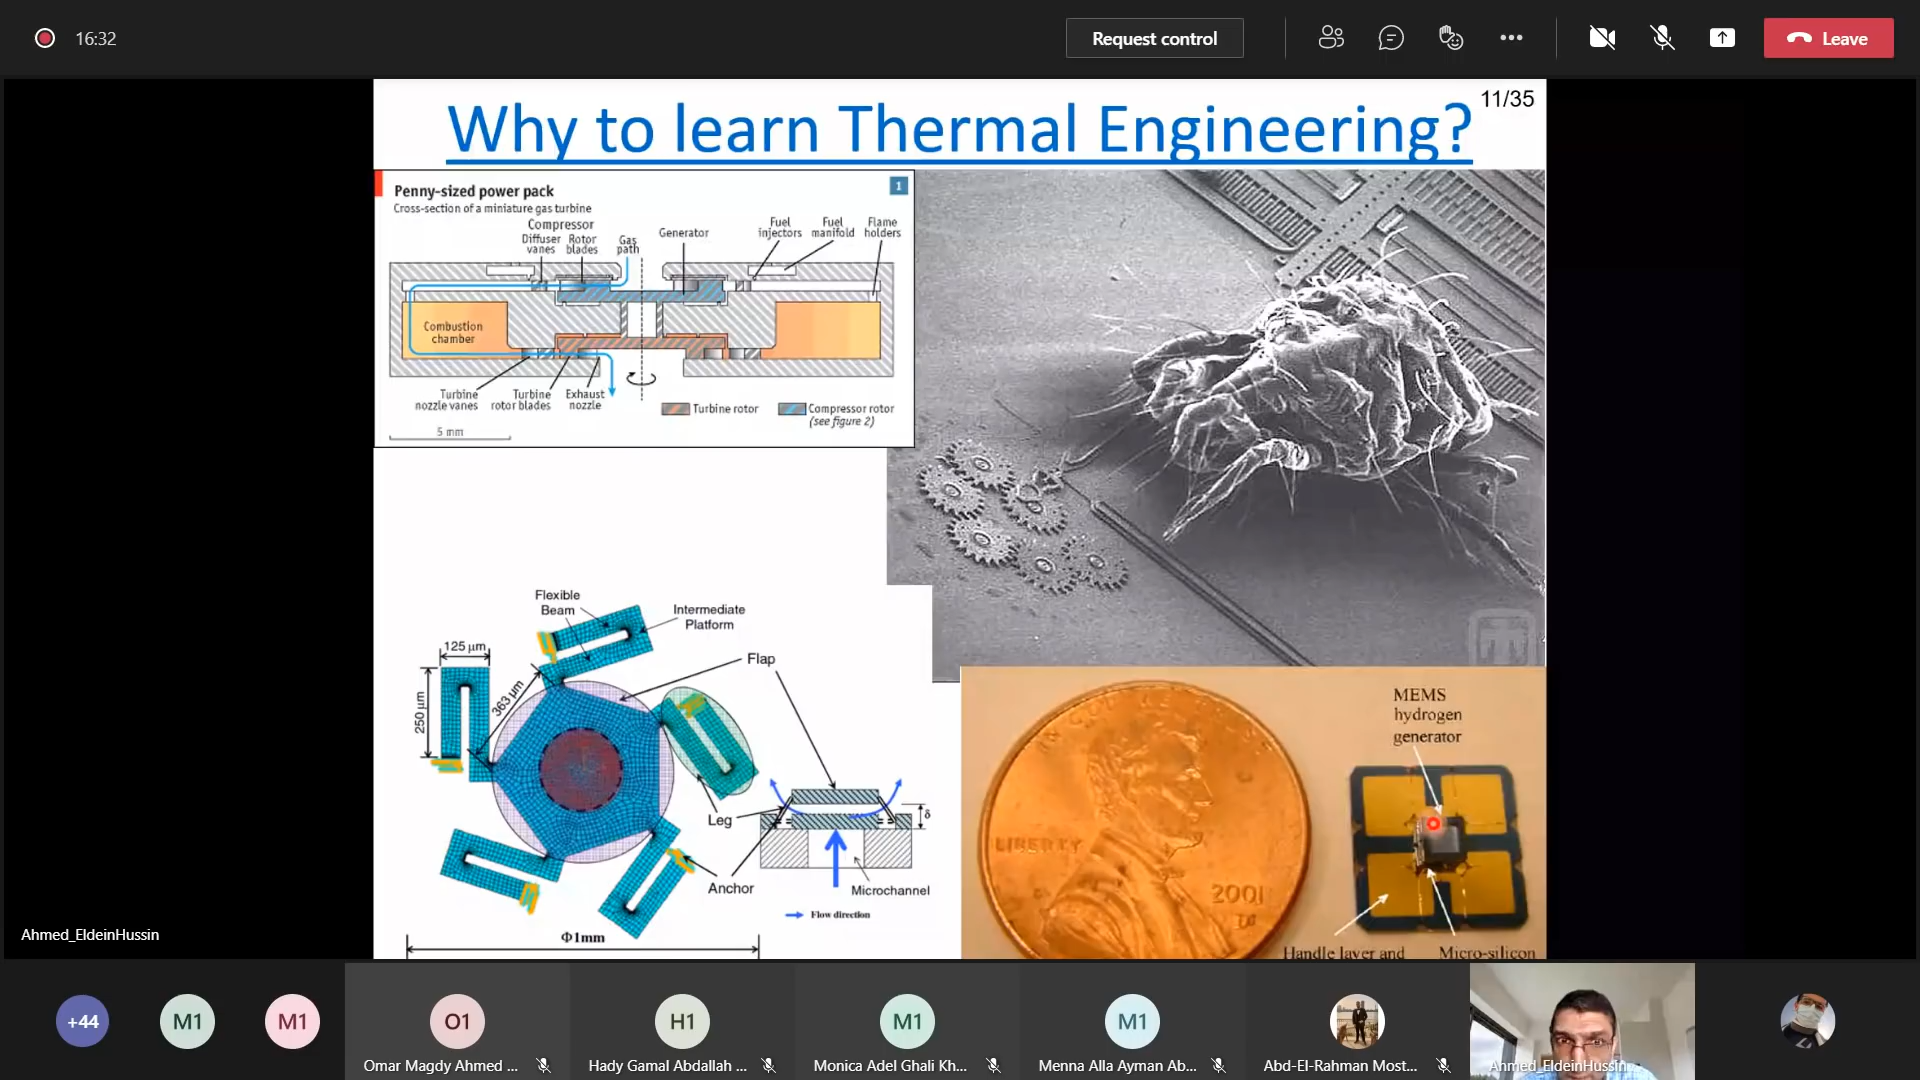 16:32
Request control
Leave
Why to learn Thermal Engineering?
11/35
Penny-sized power pack
1
Cross-section of a miniature gas turbine
Compressor
Diffuser vanes
Rotor blades
Gas path
Generator
Fuel injectors
Fuel manifold
Flame holders
Combustion chamber
Turbine nozzle vanes
Turbine rotor blades
Exhaust nozzle
Turbine rotor
Compressor rotor
(see figure 2)
5 mm
Flexible Beam
Intermediate Platform
125 µm
Flap
250 µm
363 µm
Leg
δ
Anchor
Microchannel
Flow direction
Φ1mm
MEMS
hydrogen
generator
LIBERTY
2001
Handle layer and
Micro-silicon
Ahmed_EldeinHussin
+44
M1
M1
O1
H1
M1
M1
Omar Magdy Ahmed ...
Hady Gamal Abdallah ...
Monica Adel Ghali Kh...
Menna Alla Ayman Ab...
Abd-El-Rahman Most...
Ahmed_EldeinHussin